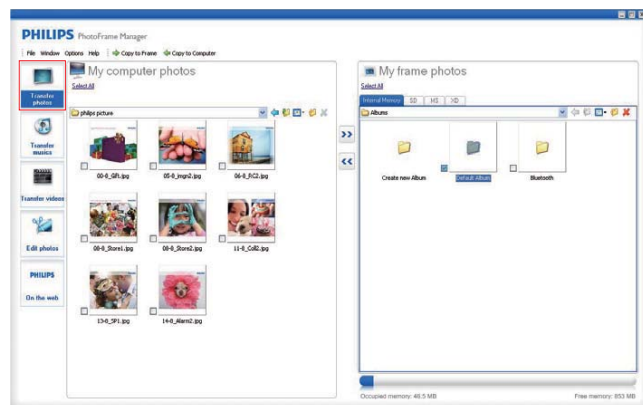 PHILIPS PhotoFrame Manager
File Window Options Help Copy to Frame Copy to Computer
Transfer
photos
Transfer
musics
Transfer videos
Edit photos
PHILIPS
On the web
My computer photos
Select All
philips picture
00-0_Gift.jpg
05-0_imgn2.jpg
06-0_RC2.jpg
08-0_Store1.jpg
08-0_Store2.jpg
11-0_Coll2.jpg
13-0_SP1.jpg
14-0_Alarm2.jpg
My frame photos
Select All
Internal Memory SD MS XD
Albums
Create new Album
Default Album
Bluetooth
Occupied memory: 46.5 MB
Free memory: 853 MB